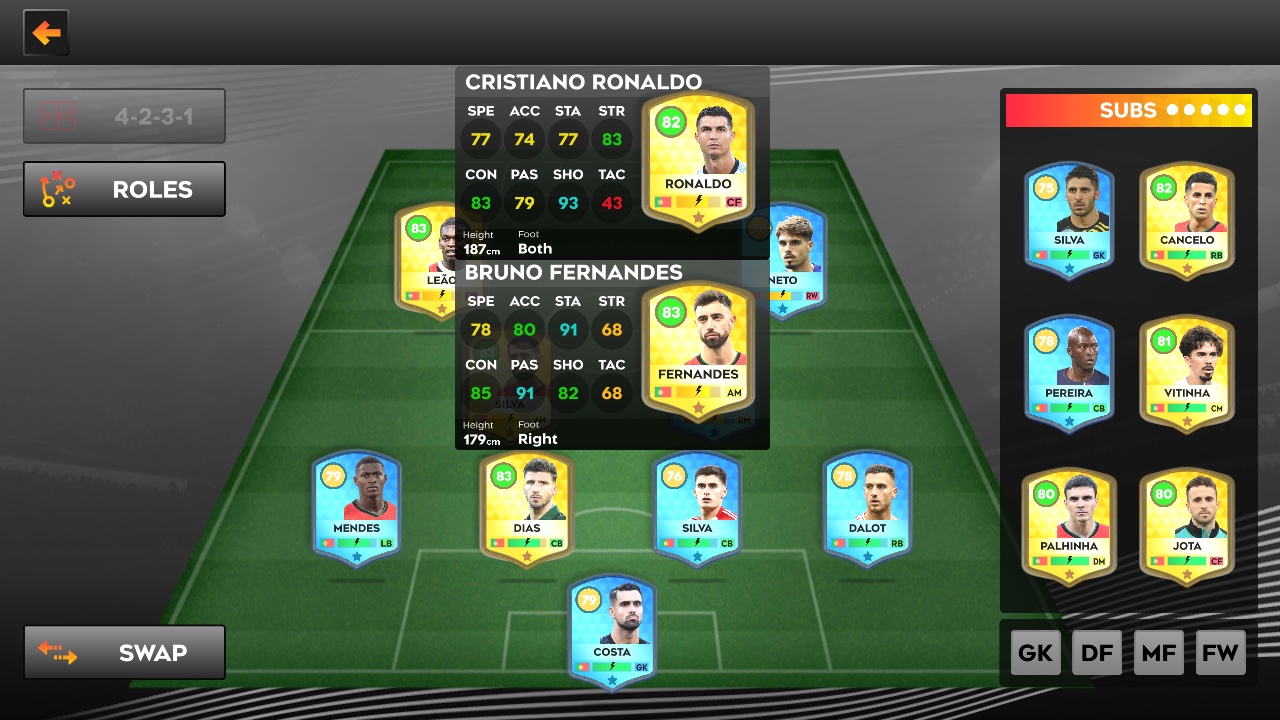 4-2-3-1
ROLES
CRISTIANO RONALDO
SPE ACC STA STR
77 74 77 83
CON PAS SHO TAC
83 79 93 43
Height Foot
187cm Both
82
RONALDO
CF
BRUNO FERNANDES
SPE ACC STA STR
78 80 91 68
CON PAS SHO TAC
85 91 82 68
Height Foot
179cm Right
83
FERNANDES
AM
83
LEÃO
NETO
RW
SILVA
AM
DM
79
MENDES
LB
83
DIAS
CB
76
SILVA
CB
78
DALOT
RB
79
COSTA
GK
SWAP
SUBS
75
SILVA
GK
82
CANCELO
RB
78
PEREIRA
CB
81
VITINHA
CM
80
PALHINHA
DM
80
JOTA
CF
GK DF MF FW